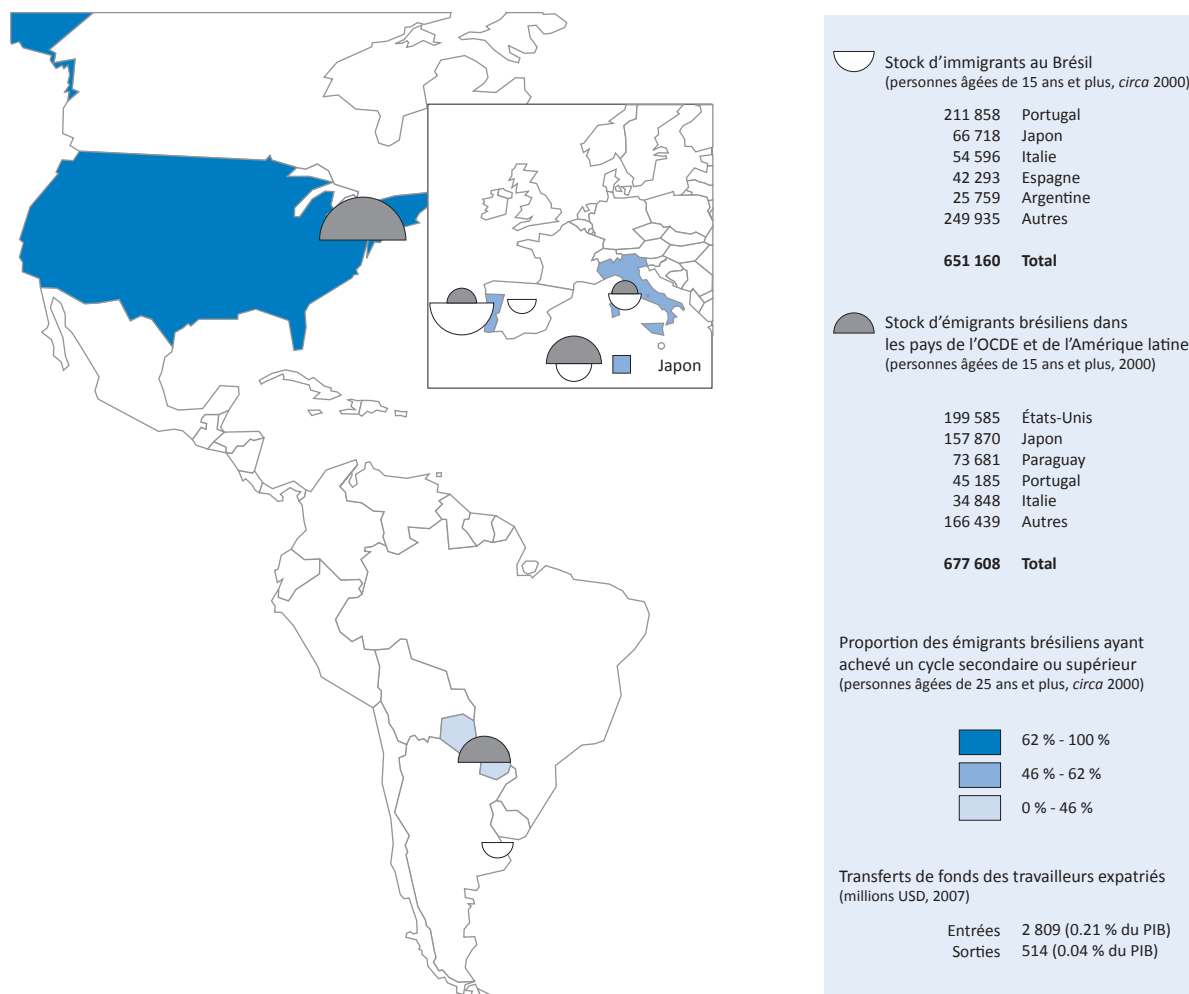 Japon
Stock d'immigrants au Brésil
(personnes âgées de 15 ans et plus, circa 2000)
211 858 Portugal
66 718 Japon
54 596 Italie
42 293 Espagne
25 759 Argentine
249 935 Autres
651 160 Total
Stock d'émigrants brésiliens dans
les pays de l'OCDE et de l'Amérique latine
(personnes âgées de 15 ans et plus, 2000)
199 585 États-Unis
157 870 Japon
73 681 Paraguay
45 185 Portugal
34 848 Italie
166 439 Autres
677 608 Total
Proportion des émigrants brésiliens ayant
achevé un cycle secondaire ou supérieur
(personnes âgées de 25 ans et plus, circa 2000)
62 % - 100 %
46 % - 62 %
0 % - 46 %
Transferts de fonds des travailleurs expatriés
(millions USD, 2007)
Entrées 2 809 (0.21 % du PIB)
Sorties 514 (0.04 % du PIB)